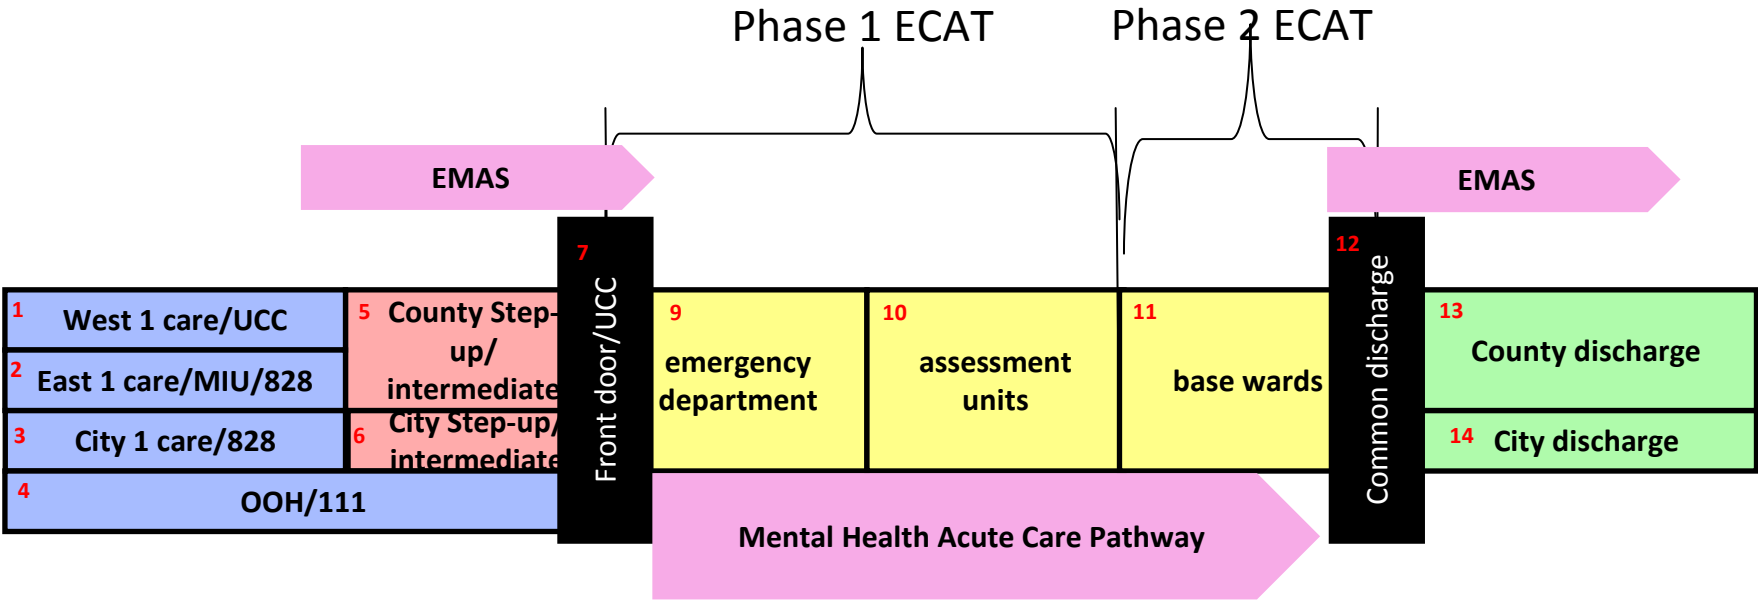 Phase 1 ECAT
Phase 2 ECAT
EMAS
EMAS
1
West 1 care/UCC
2
East 1 care/MIU/828
3
City 1 care/828
4
OOH/111
5
County Step-
up/
intermediate
6
City Step-up/
intermediate
7
Front door/UCC
9
emergency
department
10
assessment
units
11
base wards
12
Common discharge
13
County discharge
14
City discharge
Mental Health Acute Care Pathway